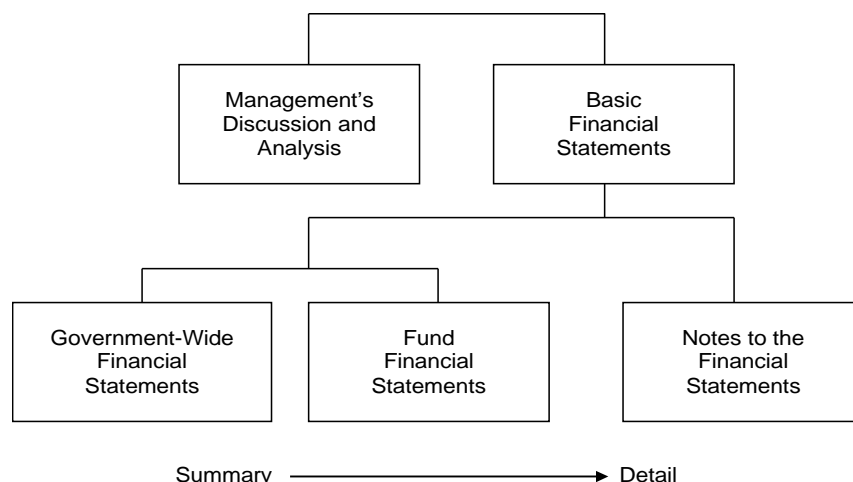 Management’s
Discussion and
Analysis
Basic
Financial
Statements
Government-Wide
Financial
Statements
Fund
Financial
Statements
Notes to the
Financial
Statements
Summary
Detail